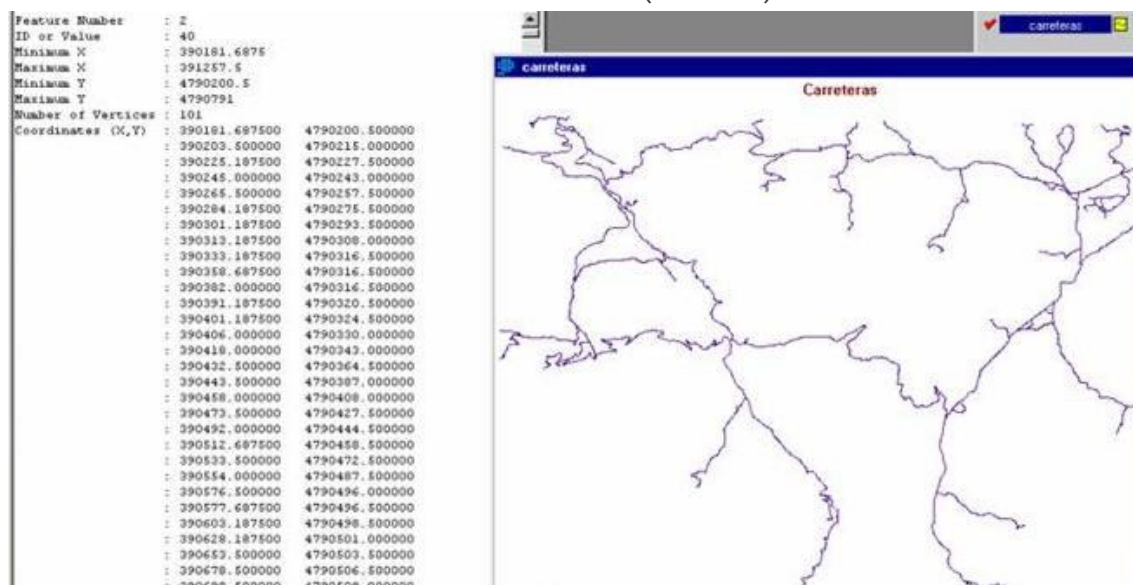 Feature Number : 2
ID or Value : 40
Minimum X : 390181.6875
Maximum X : 391257.5
Minimum Y : 4790200.5
Maximum Y : 4790791
Number of Vertices : 101
Coordinates (X,Y) : 390181.687500 4790200.500000
: 390203.500000 4790215.000000
: 390225.187500 4790227.500000
: 390245.000000 4790243.000000
: 390265.500000 4790257.500000
: 390284.187500 4790275.500000
: 390301.187500 4790293.500000
: 390313.187500 4790308.000000
: 390333.187500 4790316.500000
: 390358.687500 4790316.500000
: 390382.000000 4790316.500000
: 390391.187500 4790320.500000
: 390401.187500 4790324.500000
: 390406.000000 4790330.000000
: 390418.000000 4790343.000000
: 390432.500000 4790364.500000
: 390443.500000 4790387.000000
: 390458.000000 4790408.000000
: 390473.500000 4790427.500000
: 390492.000000 4790444.500000
: 390512.687500 4790458.500000
: 390533.500000 4790472.500000
: 390554.000000 4790487.500000
: 390576.500000 4790496.000000
: 390577.687500 4790496.500000
: 390603.187500 4790498.500000
: 390628.187500 4790501.000000
: 390653.500000 4790503.500000
: 390678.500000 4790506.500000
carreteras
carreteras
Carreteras